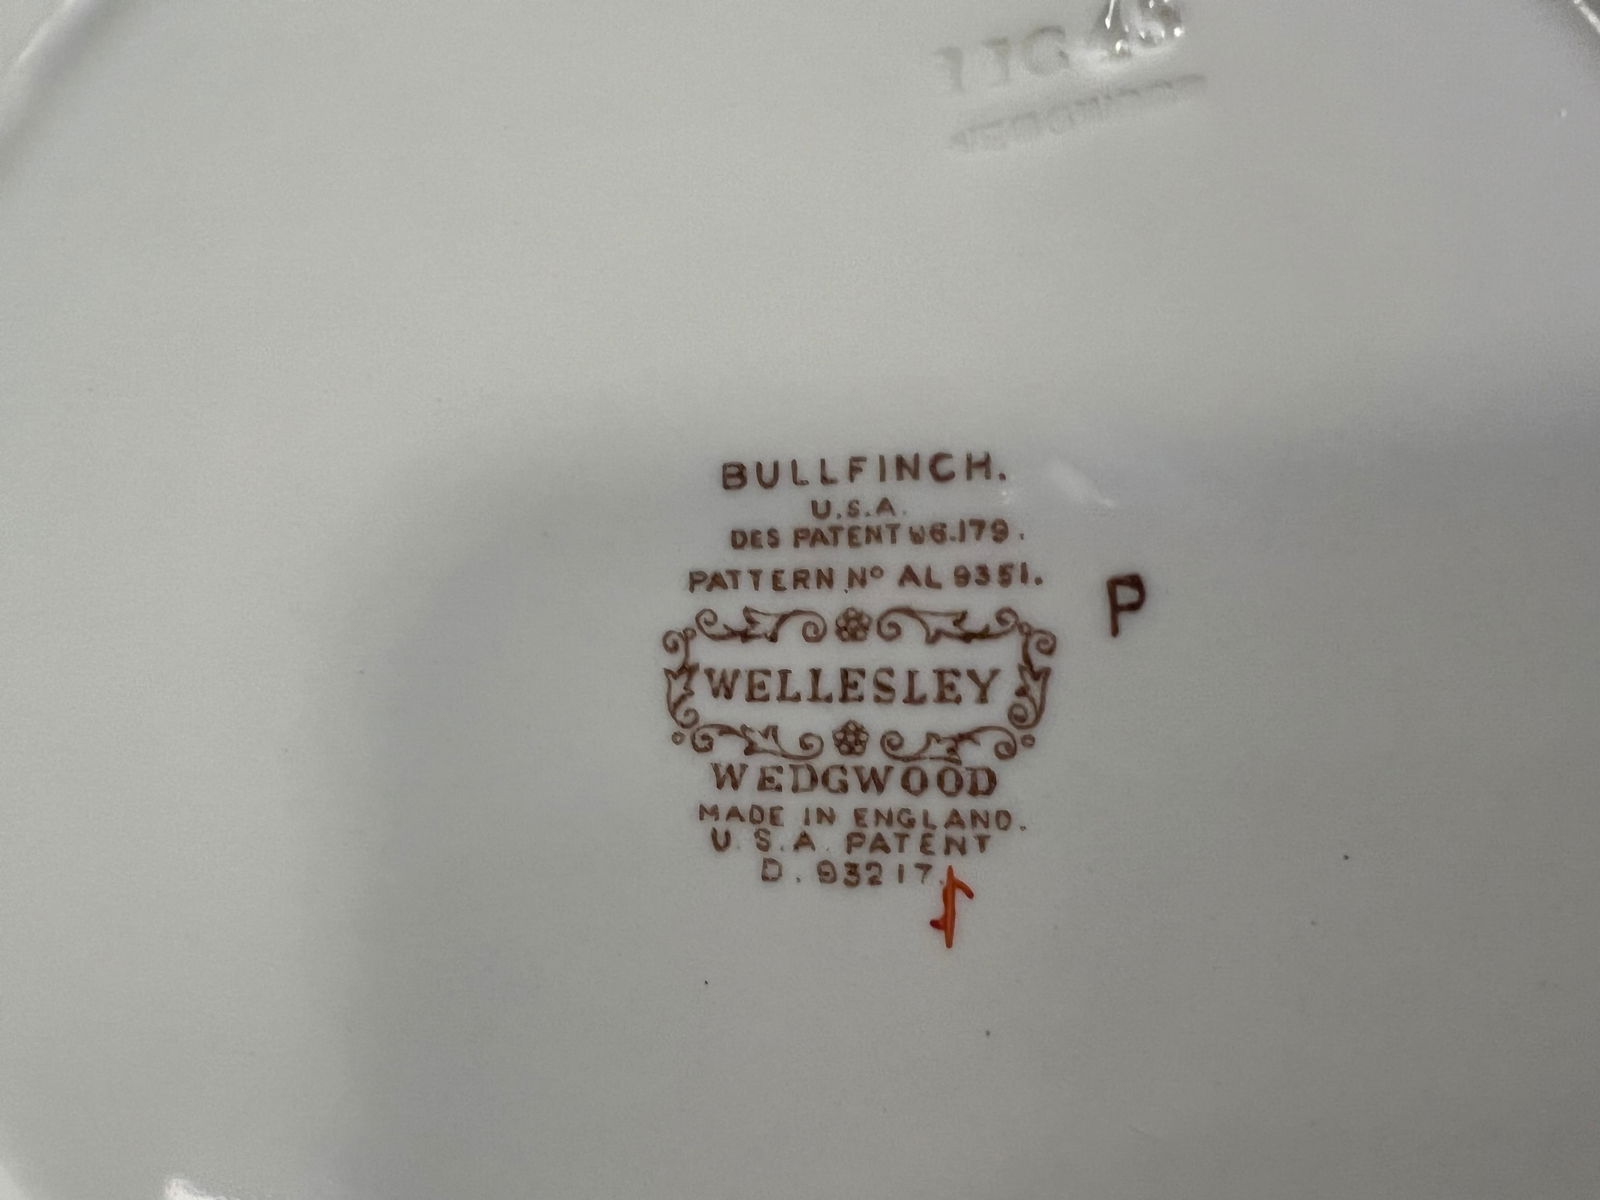 BULLFINCH.
U.S.A.
DES PATENT 86.179.
PATTERN Nº AL 9351.
P
WELLESLEY
WEDGWOOD
MADE IN ENGLAND.
U.S.A. PATENT
D. 93217.